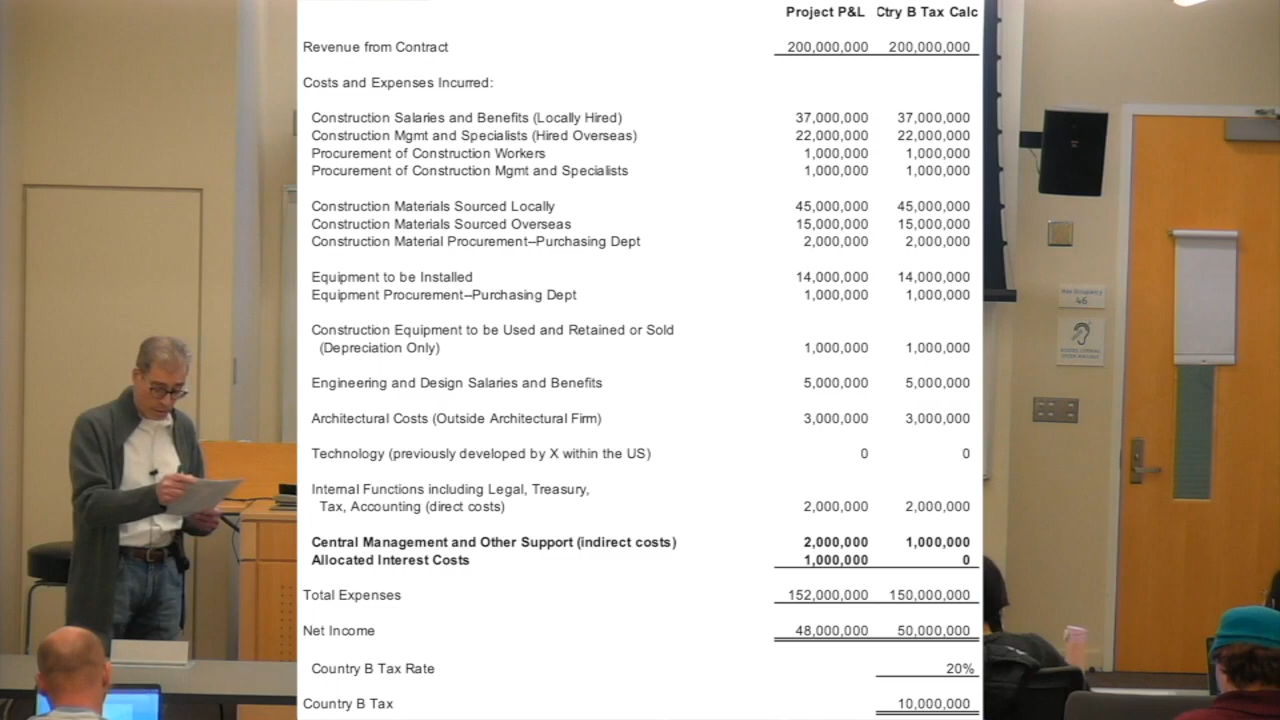 Project P&L Ctry B Tax Calc
Revenue from Contract 200,000,000 200,000,000
Costs and Expenses Incurred:
Construction Salaries and Benefits (Locally Hired) 37,000,000 37,000,000
Construction Mgmt and Specialists (Hired Overseas) 22,000,000 22,000,000
Procurement of Construction Workers 1,000,000 1,000,000
Procurement of Construction Mgmt and Specialists 1,000,000 1,000,000
Construction Materials Sourced Locally 45,000,000 45,000,000
Construction Materials Sourced Overseas 15,000,000 15,000,000
Construction Material Procurement--Purchasing Dept 2,000,000 2,000,000
Equipment to be Installed 14,000,000 14,000,000
Equipment Procurement--Purchasing Dept 1,000,000 1,000,000
Construction Equipment to be Used and Retained or Sold
(Depreciation Only) 1,000,000 1,000,000
Engineering and Design Salaries and Benefits 5,000,000 5,000,000
Architectural Costs (Outside Architectural Firm) 3,000,000 3,000,000
Technology (previously developed by X within the US) 0 0
Internal Functions including Legal, Treasury,
Tax, Accounting (direct costs) 2,000,000 2,000,000
Central Management and Other Support (indirect costs) 2,000,000 1,000,000
Allocated Interest Costs 1,000,000 0
Total Expenses 152,000,000 150,000,000
Net Income 48,000,000 50,000,000
Country B Tax Rate 20%
Country B Tax 10,000,000
Max Occupancy
46